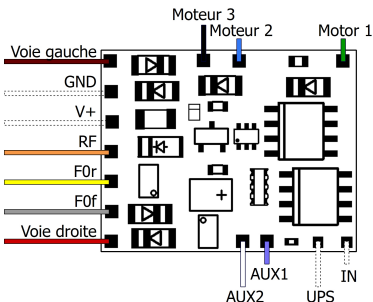 Moteur 3
Moteur 2
Motor 1
Voie gauche
GND
V+
RF
F0r
F0f
Voie droite
+
AUX1
AUX2
UPS
IN